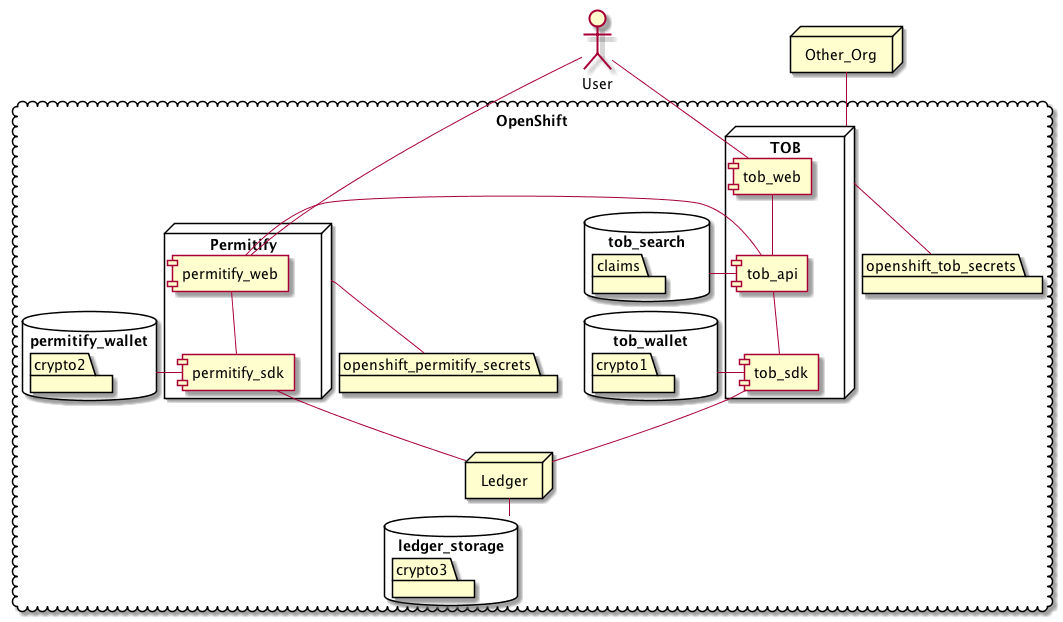 User
Other_Org
OpenShift
TOB
tob_web
Permitify
permitify_web
tob_search
claims
tob_api
openshift_tob_secrets
permitify_wallet
crypto2
permitify_sdk
openshift_permitify_secrets
tob_wallet
crypto1
tob_sdk
Ledger
ledger_storage
crypto3